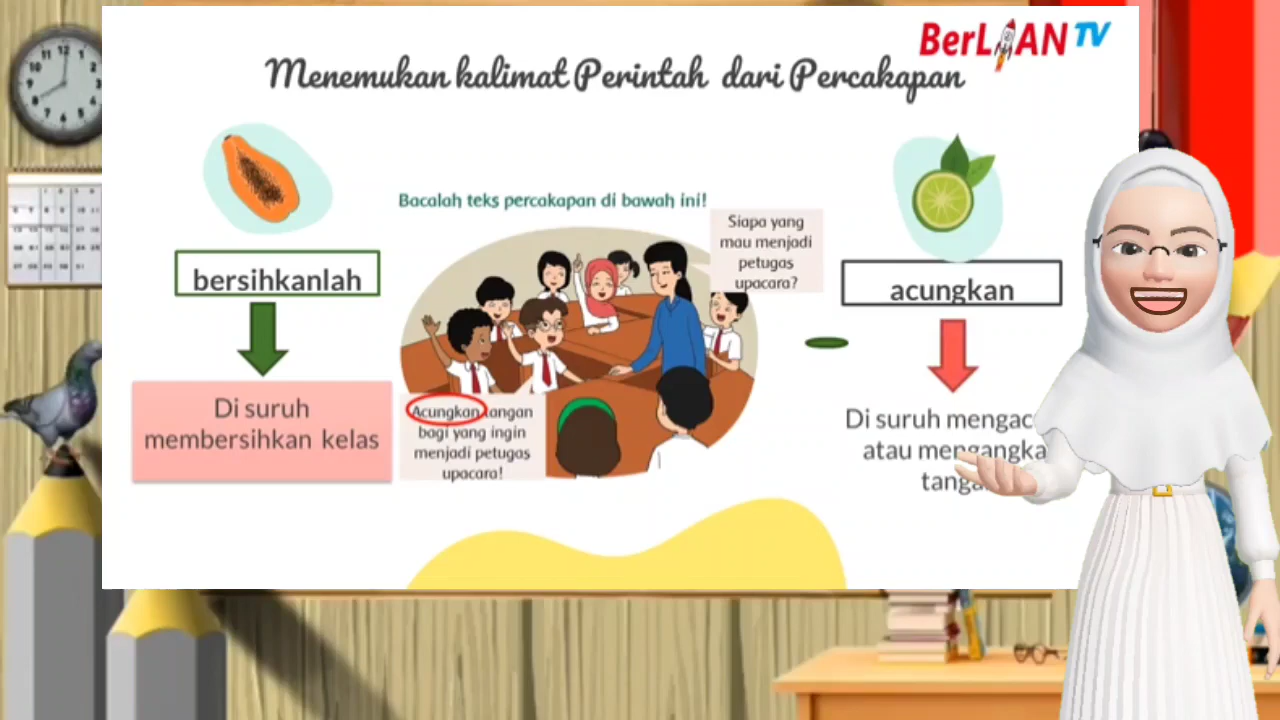 BerLIAN TV
Menemukan kalimat Perintah dari Percakapan
Bacalah teks percakapan di bawah ini!
Siapa yang
mau menjadi
petugas
upacara?
bersihkanlah
Di suruh
membersihkan kelas
Acungkan tangan
bagi yang ingin
menjadi petugas
upacara!
acungkan
Di suruh
atau